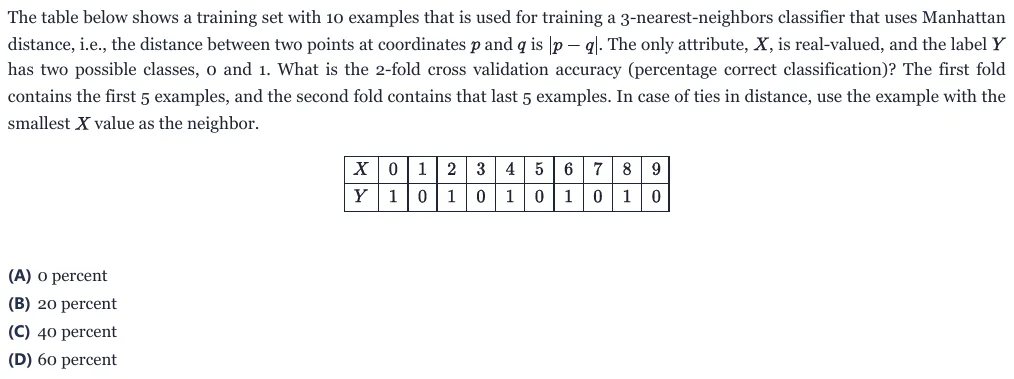 The table below shows a training set with 10 examples that is used for training a 3-nearest-neighbors classifier that uses Manhattan
distance, i.e., the distance between two points at coordinates p and q is |p − q|. The only attribute, X, is real-valued, and the label Y
has two possible classes, 0 and 1. What is the 2-fold cross validation accuracy (percentage correct classification)? The first fold
contains the first 5 examples, and the second fold contains that last 5 examples. In case of ties in distance, use the example with the
smallest X value as the neighbor.
X 0 1 2 3 4 5 6 7 8 9
Y 1 0 1 0 1 0 1 0 1 0
(A) 0 percent
(B) 20 percent
(C) 40 percent
(D) 60 percent